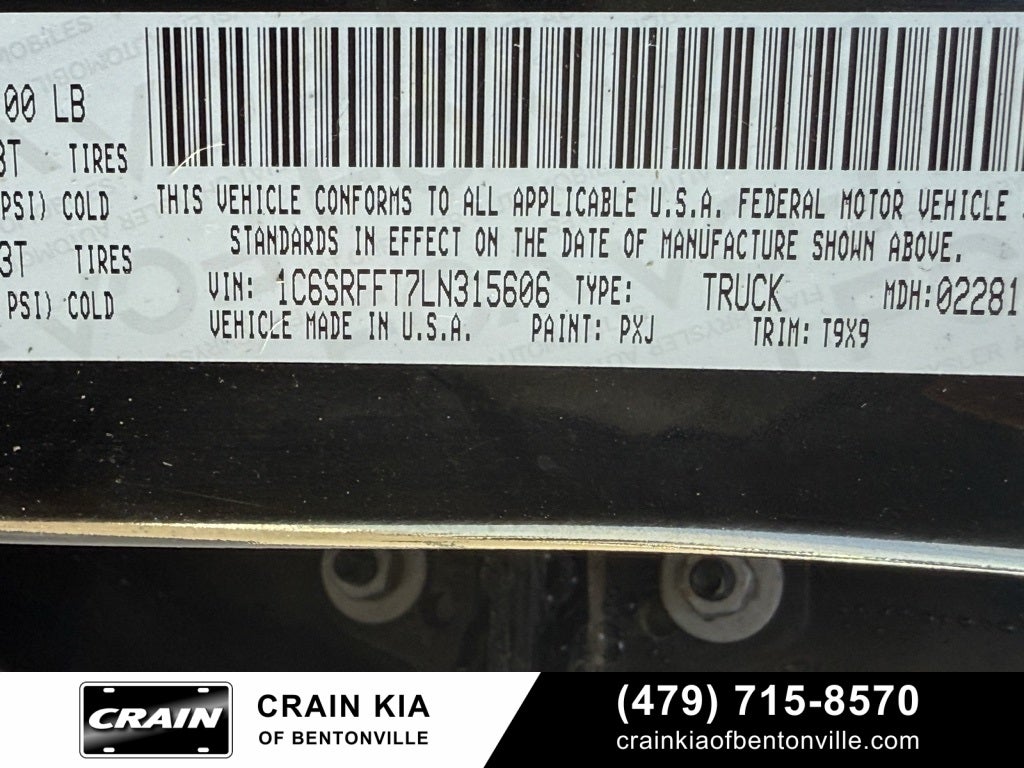 00 LB
3T TIRES
PSI) COLD
3T TIRES
PSI) COLD
THIS VEHICLE CONFORMS TO ALL APPLICABLE U.S.A. FEDERAL MOTOR VEHICLE
STANDARDS IN EFFECT ON THE DATE OF MANUFACTURE SHOWN ABOVE.
VIN: 1C6SRFFT7LN315606 TYPE: TRUCK MDH: 02281
VEHICLE MADE IN U.S.A. PAINT: PXJ TRIM: T9X9
CRAIN
CRAIN KIA
OF BENTONVILLE
(479) 715-8570
crainkiaofbentonville.com